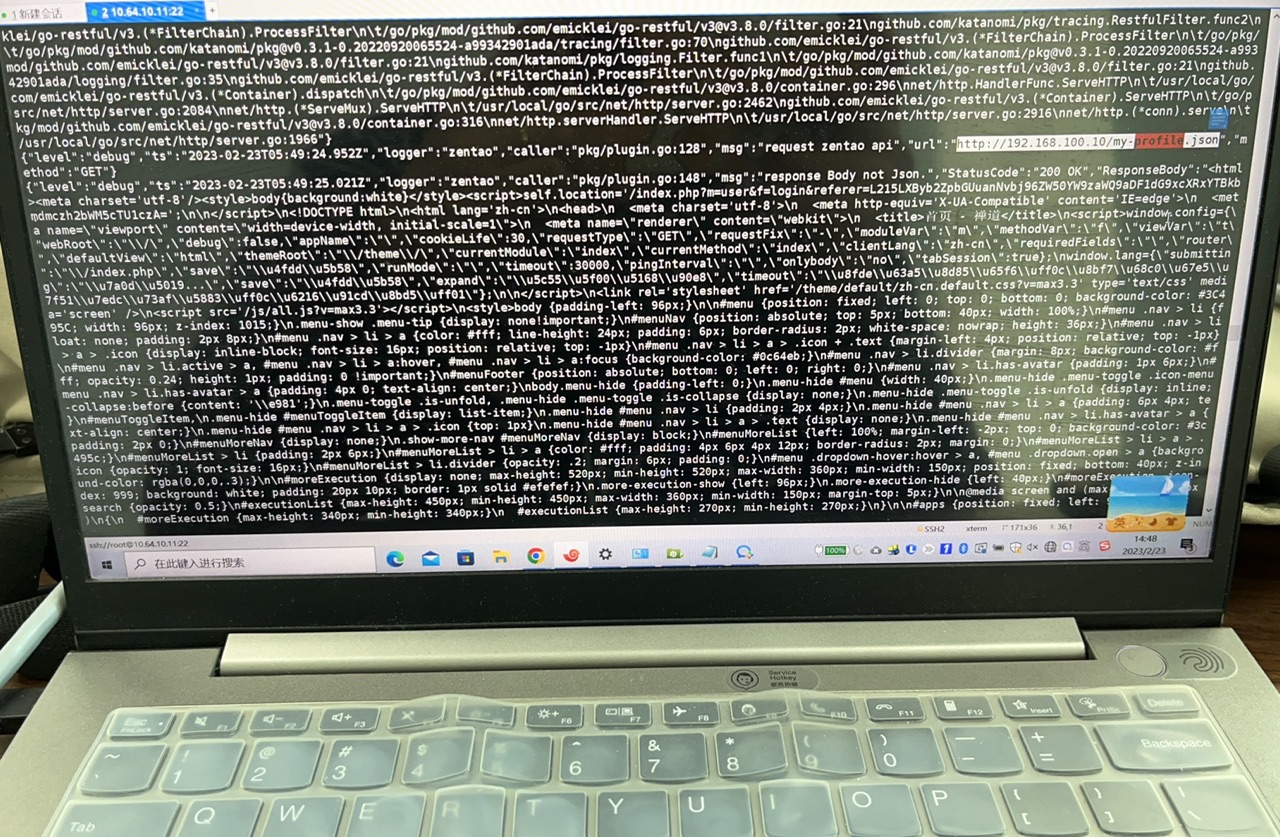 1 新建会话
2 10.64.10.11:22
+
klei/go-restful/v3.(*FilterChain).ProcessFilter\n\t/go/pkg/mod/github.com/emicklei/go-restful/v3@v3.8.0/filter.go:21\ngithub.com/katanomi/pkg/tracing.RestfulFilter.func2\n
\t/go/pkg/mod/github.com/katanomi/pkg@v0.3.1-0.20220920065524-a99342901ada/tracing/filter.go:70\ngithub.com/emicklei/go-restful/v3.(*FilterChain).ProcessFilter\n\t/go/pkg/
mod/github.com/emicklei/go-restful/v3@v3.8.0/filter.go:21\ngithub.com/katanomi/pkg/logging.Filter.func1\n\t/go/pkg/mod/github.com/katanomi/pkg@v0.3.1-0.20220920065524-a993
42901ada/logging/filter.go:35\ngithub.com/emicklei/go-restful/v3.(*FilterChain).ProcessFilter\n\t/go/pkg/mod/github.com/emicklei/go-restful/v3@v3.8.0/filter.go:21\ngithub.
com/emicklei/go-restful/v3.(*Container).dispatch\n\t/go/pkg/mod/github.com/emicklei/go-restful/v3@v3.8.0/container.go:296\nnet/http.HandlerFunc.ServeHTTP\n\t/usr/local/go/
src/net/http/server.go:2084\nnet/http.(*ServeMux).ServeHTTP\n\t/usr/local/go/src/net/http/server.go:2462\ngithub.com/emicklei/go-restful/v3.(*Container).ServeHTTP\n\t/go/p
kg/mod/github.com/emicklei/go-restful/v3@v3.8.0/container.go:316\nnet/http.serverHandler.ServeHTTP\n\t/usr/local/go/src/net/http/server.go:2916\nnet/http.(*conn).serve\n\t
/usr/local/go/src/net/http/server.go:1966"}
{"level":"debug","ts":"2023-02-23T05:49:24.952Z","logger":"zentao","caller":"pkg/plugin.go:128","msg":"request zentao api","url":"http://192.168.100.10/my-profile.json","m
ethod":"GET"}
{"level":"debug","ts":"2023-02-23T05:49:25.021Z","logger":"zentao","caller":"pkg/plugin.go:148","msg":"response Body not Json.","StatusCode":"200 OK","ResponseBody":"<html
><meta charset='utf-8'/><style>body{background:white}</style><script>self.location='/index.php?m=user&f=login&referer=
<!DOCTYPE html>\n<html lang='zh-cn'>\n<head>\n  <meta charset='utf-8'>\n  <meta http-equiv='X-UA-Compatible' content='IE=edge'>\n  <met
a name="viewport" content="width=device-width, initial-scale=1">\n  <meta name="renderer" content="webkit">\n  <title>首页 - 禅道</title>\n<script>window.config={\
"webRoot\":\"\\/\",\"debug\":false,\"appName\":\"\",\"cookieLife\":30,\"requestType\":\"GET\",\"requestFix\":\"-\",\"moduleVar\":\"m\",\"methodVar\":\"f\",\"viewVar\":\"t\
",\"defaultView\":\"html\",\"themeRoot\":\"\\/theme\\/\",\"currentModule\":\"index\",\"currentMethod\":\"index\",\"clientLang\":\"zh-cn\",\"requiredFields\":\"\",\"router\
":\"\\/index.php\",\"save\":\"\\u4fdd\\u5b58\",\"runMode\":\"\",\"timeout\":30000,\"pingInterval\":\"\",\"onlybody\":\"no\",\"tabSession\":true};\nwindow.lang={\"submittin
g\":\"\\u7a0d\\u5019...\",\"save\":\"\\u4fdd\\u5b58\",\"expand\":\"\\u5c55\\u5f00\\u5168\\u90e8\",\"timeout\":\"\\u8fde\\u63a5\\u8d85\\u65f6\\uff0c\\u8bf7\\u68c0\\u67e5\\u
7f51\\u7edc\\u73af\\u5883\\uff0c\\u6216\\u91cd\\u8bd5\\uff01\"};\n\n</script>\n<link rel='stylesheet' href='/theme/default/zh-cn.default.css?v=max3.3' type='text/css' medi
a='screen' />\n<script src='/js/all.js?v=max3.3'></script>\n<style>body {padding-left: 96px;}\n\n#menu {position: fixed; left: 0; top: 0; bottom: 0; background-color: #3C4
95C; width: 96px; z-index: 1015;}\n.menu-show .menu-tip {display: none!important;}\n#menuNav {position: absolute; top: 5px; bottom: 40px; width: 100%;}\n#menu .nav > li {f
loat: none; padding: 2px 8px;}\n#menu .nav > li > a {color: #fff; line-height: 24px; padding: 6px; border-radius: 2px; white-space: nowrap; height: 36px;}\n#menu .nav > li
> a > .icon {display: inline-block; font-size: 16px; position: relative; top: -1px}\n#menu .nav > li > a > .icon + .text {margin-left: 4px; position: relative; top: -1px}
\n#menu .nav > li.active > a, #menu .nav > li > a:hover, #menu .nav > li > a:focus {background-color: #0c64eb;}\n#menu .nav > li.divider {margin: 8px; background-color: #f
ff; opacity: 0.24; height: 1px; padding: 0 !important;}\n#menuFooter {position: absolute; bottom: 0; left: 0; right: 0;}\n#menu .nav > li.has-avatar {padding: 1px 6px;}\n#
menu .nav > li.has-avatar > a {padding: 4px 0; text-align: center;}\nbody.menu-hide {padding-left: 0;}\n.menu-hide #menu {width: 40px;}\n.menu-hide .menu-toggle .icon-menu
-collapse:before {content: '\\e981';}\n.menu-toggle .is-unfold, .menu-hide .menu-toggle .is-collapse {display: none;}\n.menu-hide .menu-toggle .is-unfold {display: inline;
}\n#menuToggleItem {display: list-item;}\n.menu-hide #menu .nav > li {padding: 2px 4px;}\n.menu-hide #menu .nav > li > a {padding: 6px 4px; te
xt-align: center;}\n.menu-hide #menu .nav > li > a > .icon {top: 1px}\n.menu-hide #menu .nav > li > a > .text {display:none;}\n.menu-hide #menu .nav > li.has-avatar > a {
padding: 2px 0;}\n#menuMoreNav {display: none;}\n.show-more-nav #menuMoreNav {display: block;}\n#menuMoreList {left: 100%; margin-left: -2px; top: 0; background-color: #3c
495c;}\n#menuMoreList > li {padding: 2px 6px;}\n#menuMoreList > li > a {color: #fff; padding: 6px 4px 6px 12px; border-radius: 2px; margin: 0;}\n#menuMoreList > li > a > .
icon {opacity: 1; font-size: 16px;}\n#menuMoreList > li.divider {opacity: .2; margin: 6px; padding: 0;}\n#menu .dropdown-hover:hover > a, #menu .dropdown.open > a {backgro
und-color: rgba(0,0,0,.3);}\n\n#moreExecution {display: none; max-height: 520px; min-height: 520px; max-width: 360px; min-width: 150px; position: fixed; bottom: 40px; z-in
dex: 999; background: white; padding: 20px 10px; border: 1px solid #efefef;}\n.more-execution-show {left: 96px;}\n.more-execution-hide {left: 40px;}\n#moreExecution
search {opacity: 0.5;}\n#executionList {max-height: 450px; min-height: 450px; max-width: 360px; min-width: 150px; margin-top: 5px;}\n\n@media screen and (max
)\n{\n  #moreExecution {max-height: 340px; min-height: 340px;}\n  #executionList {max-height: 270px; min-height: 270px;}\n}\n\n#apps {position: fixed; left:
ssh://root@10.64.10.11:22
SSH2
xterm
171x36
36,1
2
NUM
在此键入进行搜索
100%
14:48
2023/2/23
英
Service
Hotkey
Esc
FnLock
F1
F2
F3
F6
F7
F8
F10
F11
F12
Insert
PrtSc
Delete
~
! 1
@ 2
# 3
$ 4
^ 6
& 7
* 8
( 9
) 0
— -
+ =
Backspace
Tab
Q
W
E
R
T
Y
U
I
O
P
{ [
} ]
| \